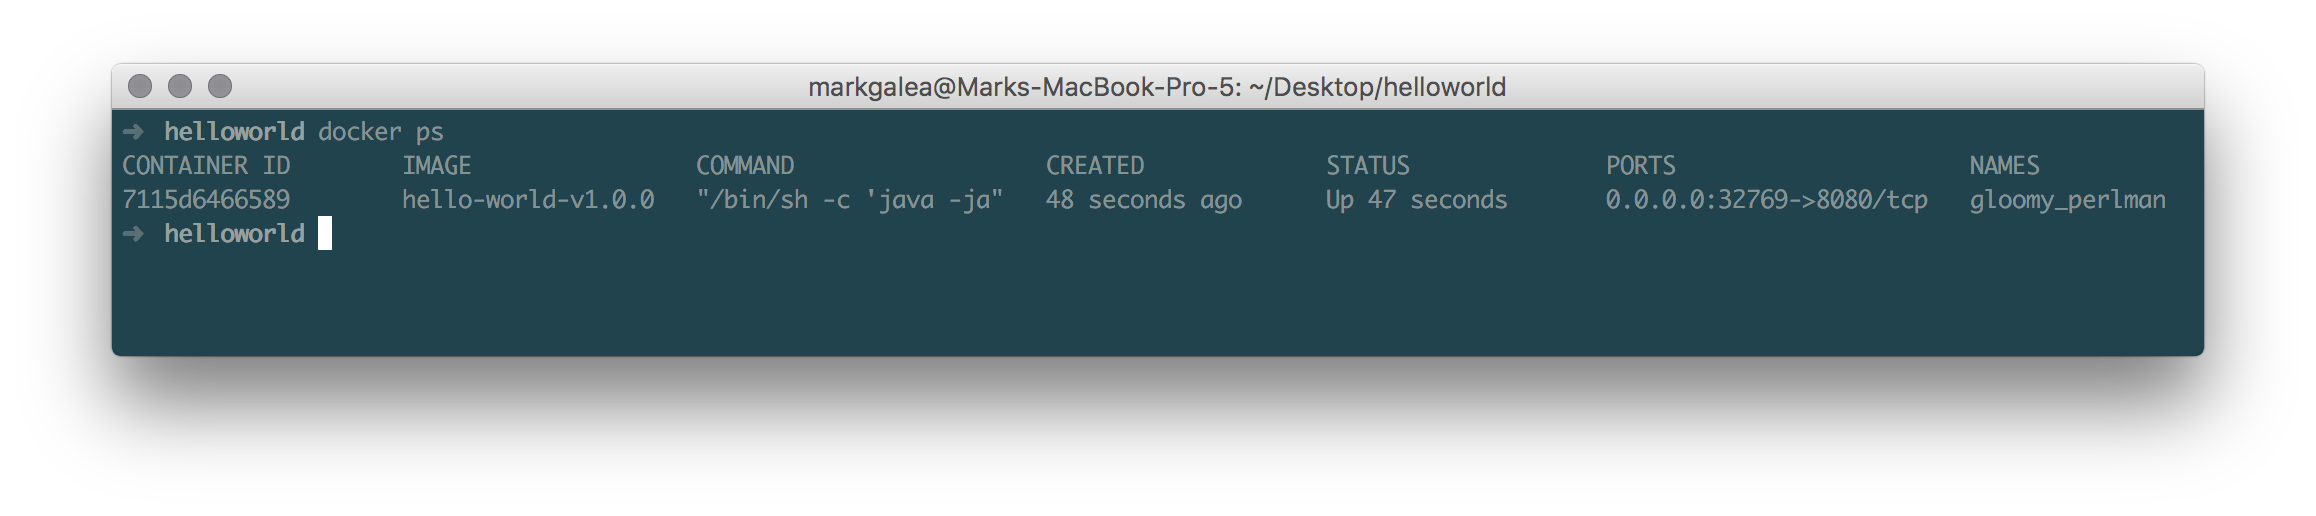 markgalea@Marks-MacBook-Pro-5: ~/Desktop/helloworld
➜ helloworld docker ps
CONTAINER ID IMAGE COMMAND CREATED STATUS PORTS NAMES
7115d6466589 hello-world-v1.0.0 "/bin/sh -c 'java -ja" 48 seconds ago Up 47 seconds 0.0.0.0:32769->8080/tcp gloomy_perlman
➜ helloworld